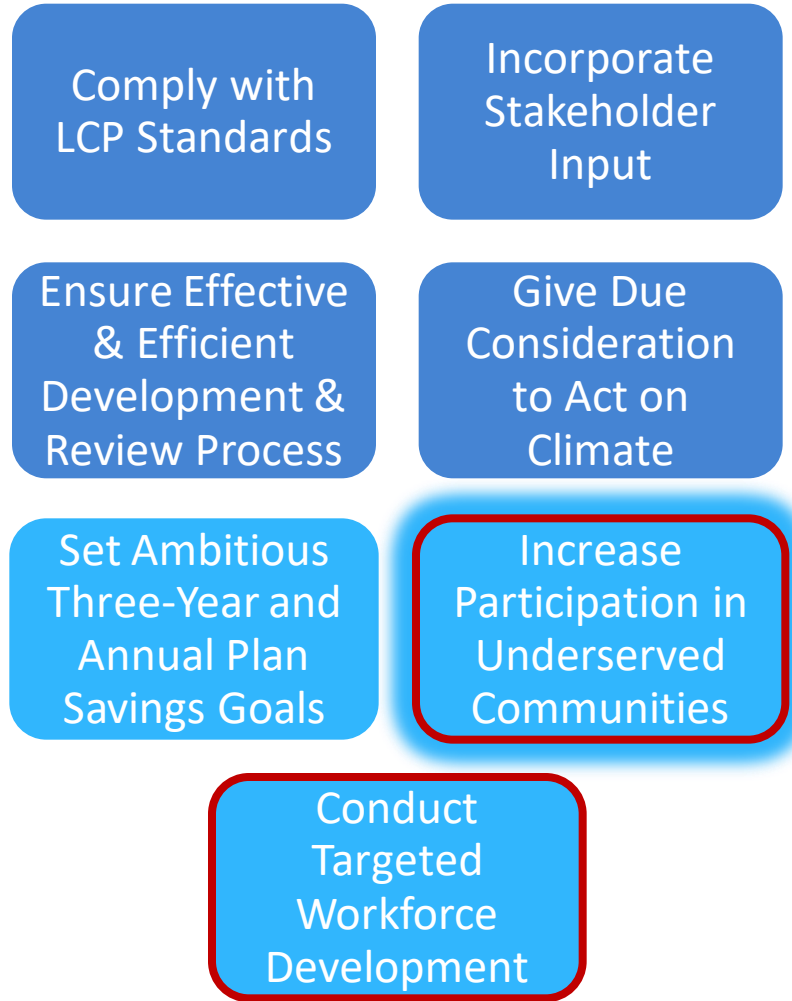 Comply with
LCP Standards
Incorporate
Stakeholder
Input
Ensure Effective
& Efficient
Development &
Review Process
Give Due
Consideration
to Act on
Climate
Set Ambitious
Three-Year and
Annual Plan
Savings Goals
Increase
Participation in
Underserved
Communities
Conduct
Targeted
Workforce
Development